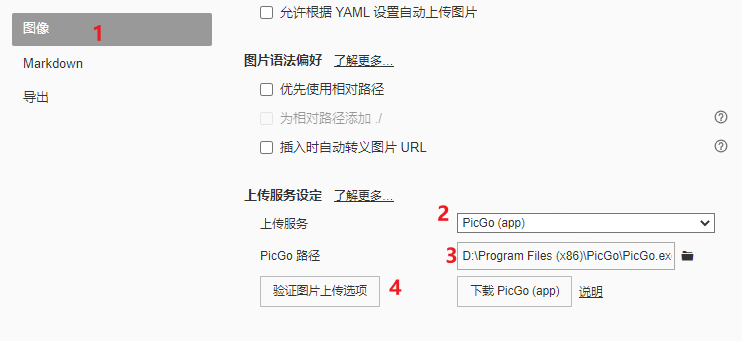 允许根据 YAML 设置自动上传图片
图像 1
Markdown
导出
图片语法偏好 了解更多...
优先使用相对路径
为相对路径添加 ./
插入时自动转义图片 URL
上传服务设定 了解更多...
上传服务 2 PicGo (app)
PicGo 路径 3 D:\Program Files (x86)\PicGo\PicGo.ex
验证图片上传选项 4 下载 PicGo (app) 说明